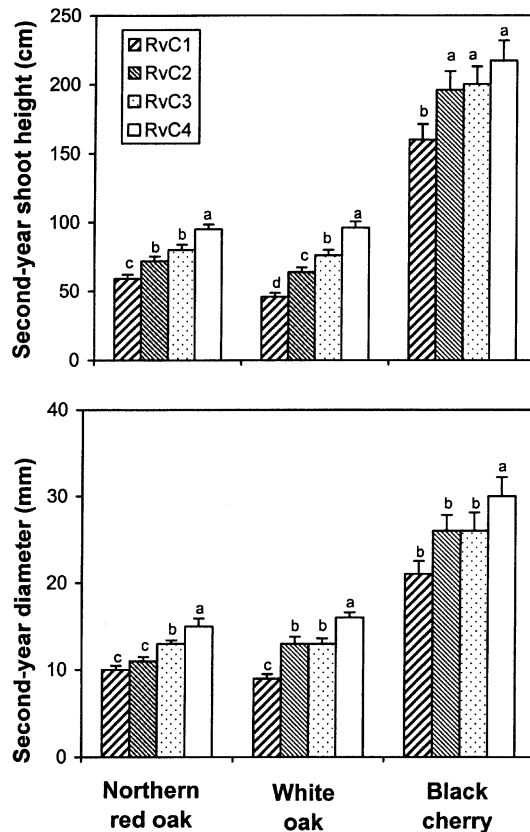 Second-year shoot height (cm)
250
200
150
100
50
0
RvC1
RvC2
RvC3
RvC4
c
b
b
a
d
c
b
a
b
a
a
a
Second-year diameter (mm)
40
30
20
10
0
c
c
b
a
c
b
b
a
b
b
b
a
Northern
red oak
White
oak
Black
cherry